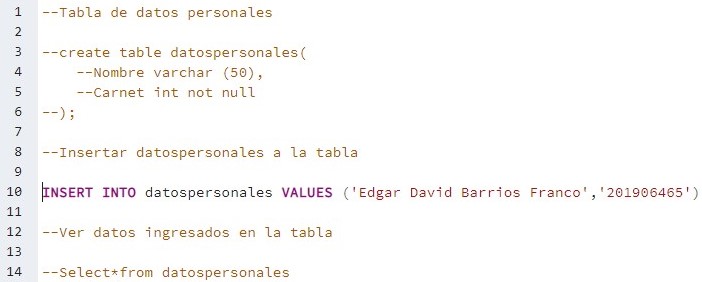 1 --Tabla de datos personales
2
3 --create table datospersonales(
4     --Nombre varchar (50),
5     --Carnet int not null
6 --);
7
8 --Insertar datospersonales a la tabla
9
10 INSERT INTO datospersonales VALUES ('Edgar David Barrios Franco','201906465')
11
12 --Ver datos ingresados en la tabla
13
14 --Select*from datospersonales